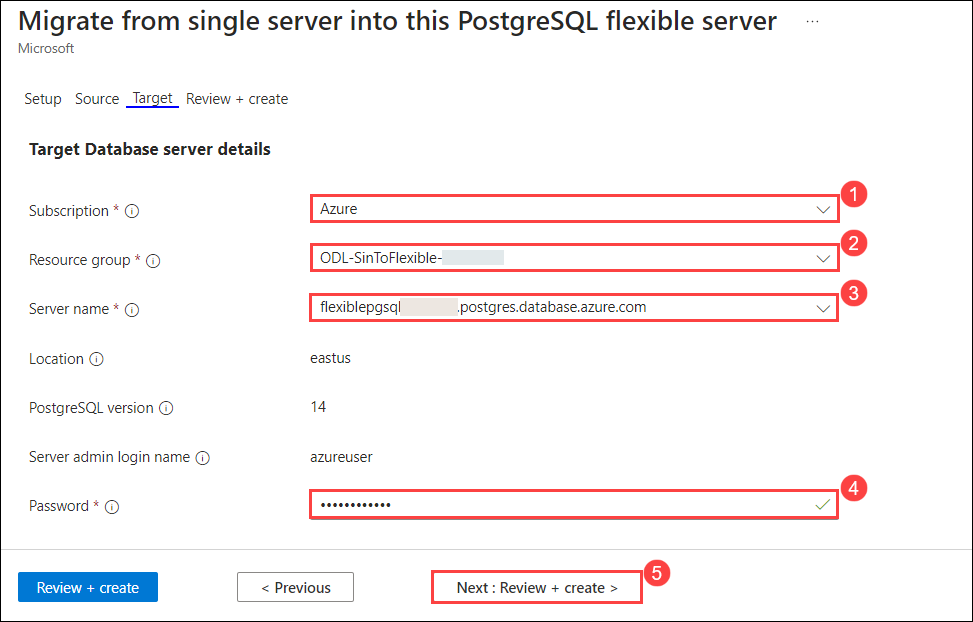 Migrate from single server into this PostgreSQL flexible server ...
Microsoft
Setup Source Target Review + create
Target Database server details
Subscription * Azure 1
Resource group * ODL-SinToFlexible- 2
Server name * flexiblepgsql .postgres.database.azure.com 3
Location eastus
PostgreSQL version 14
Server admin login name azureuser
Password * •••••••••••• 4
Review + create < Previous Next : Review + create > 5